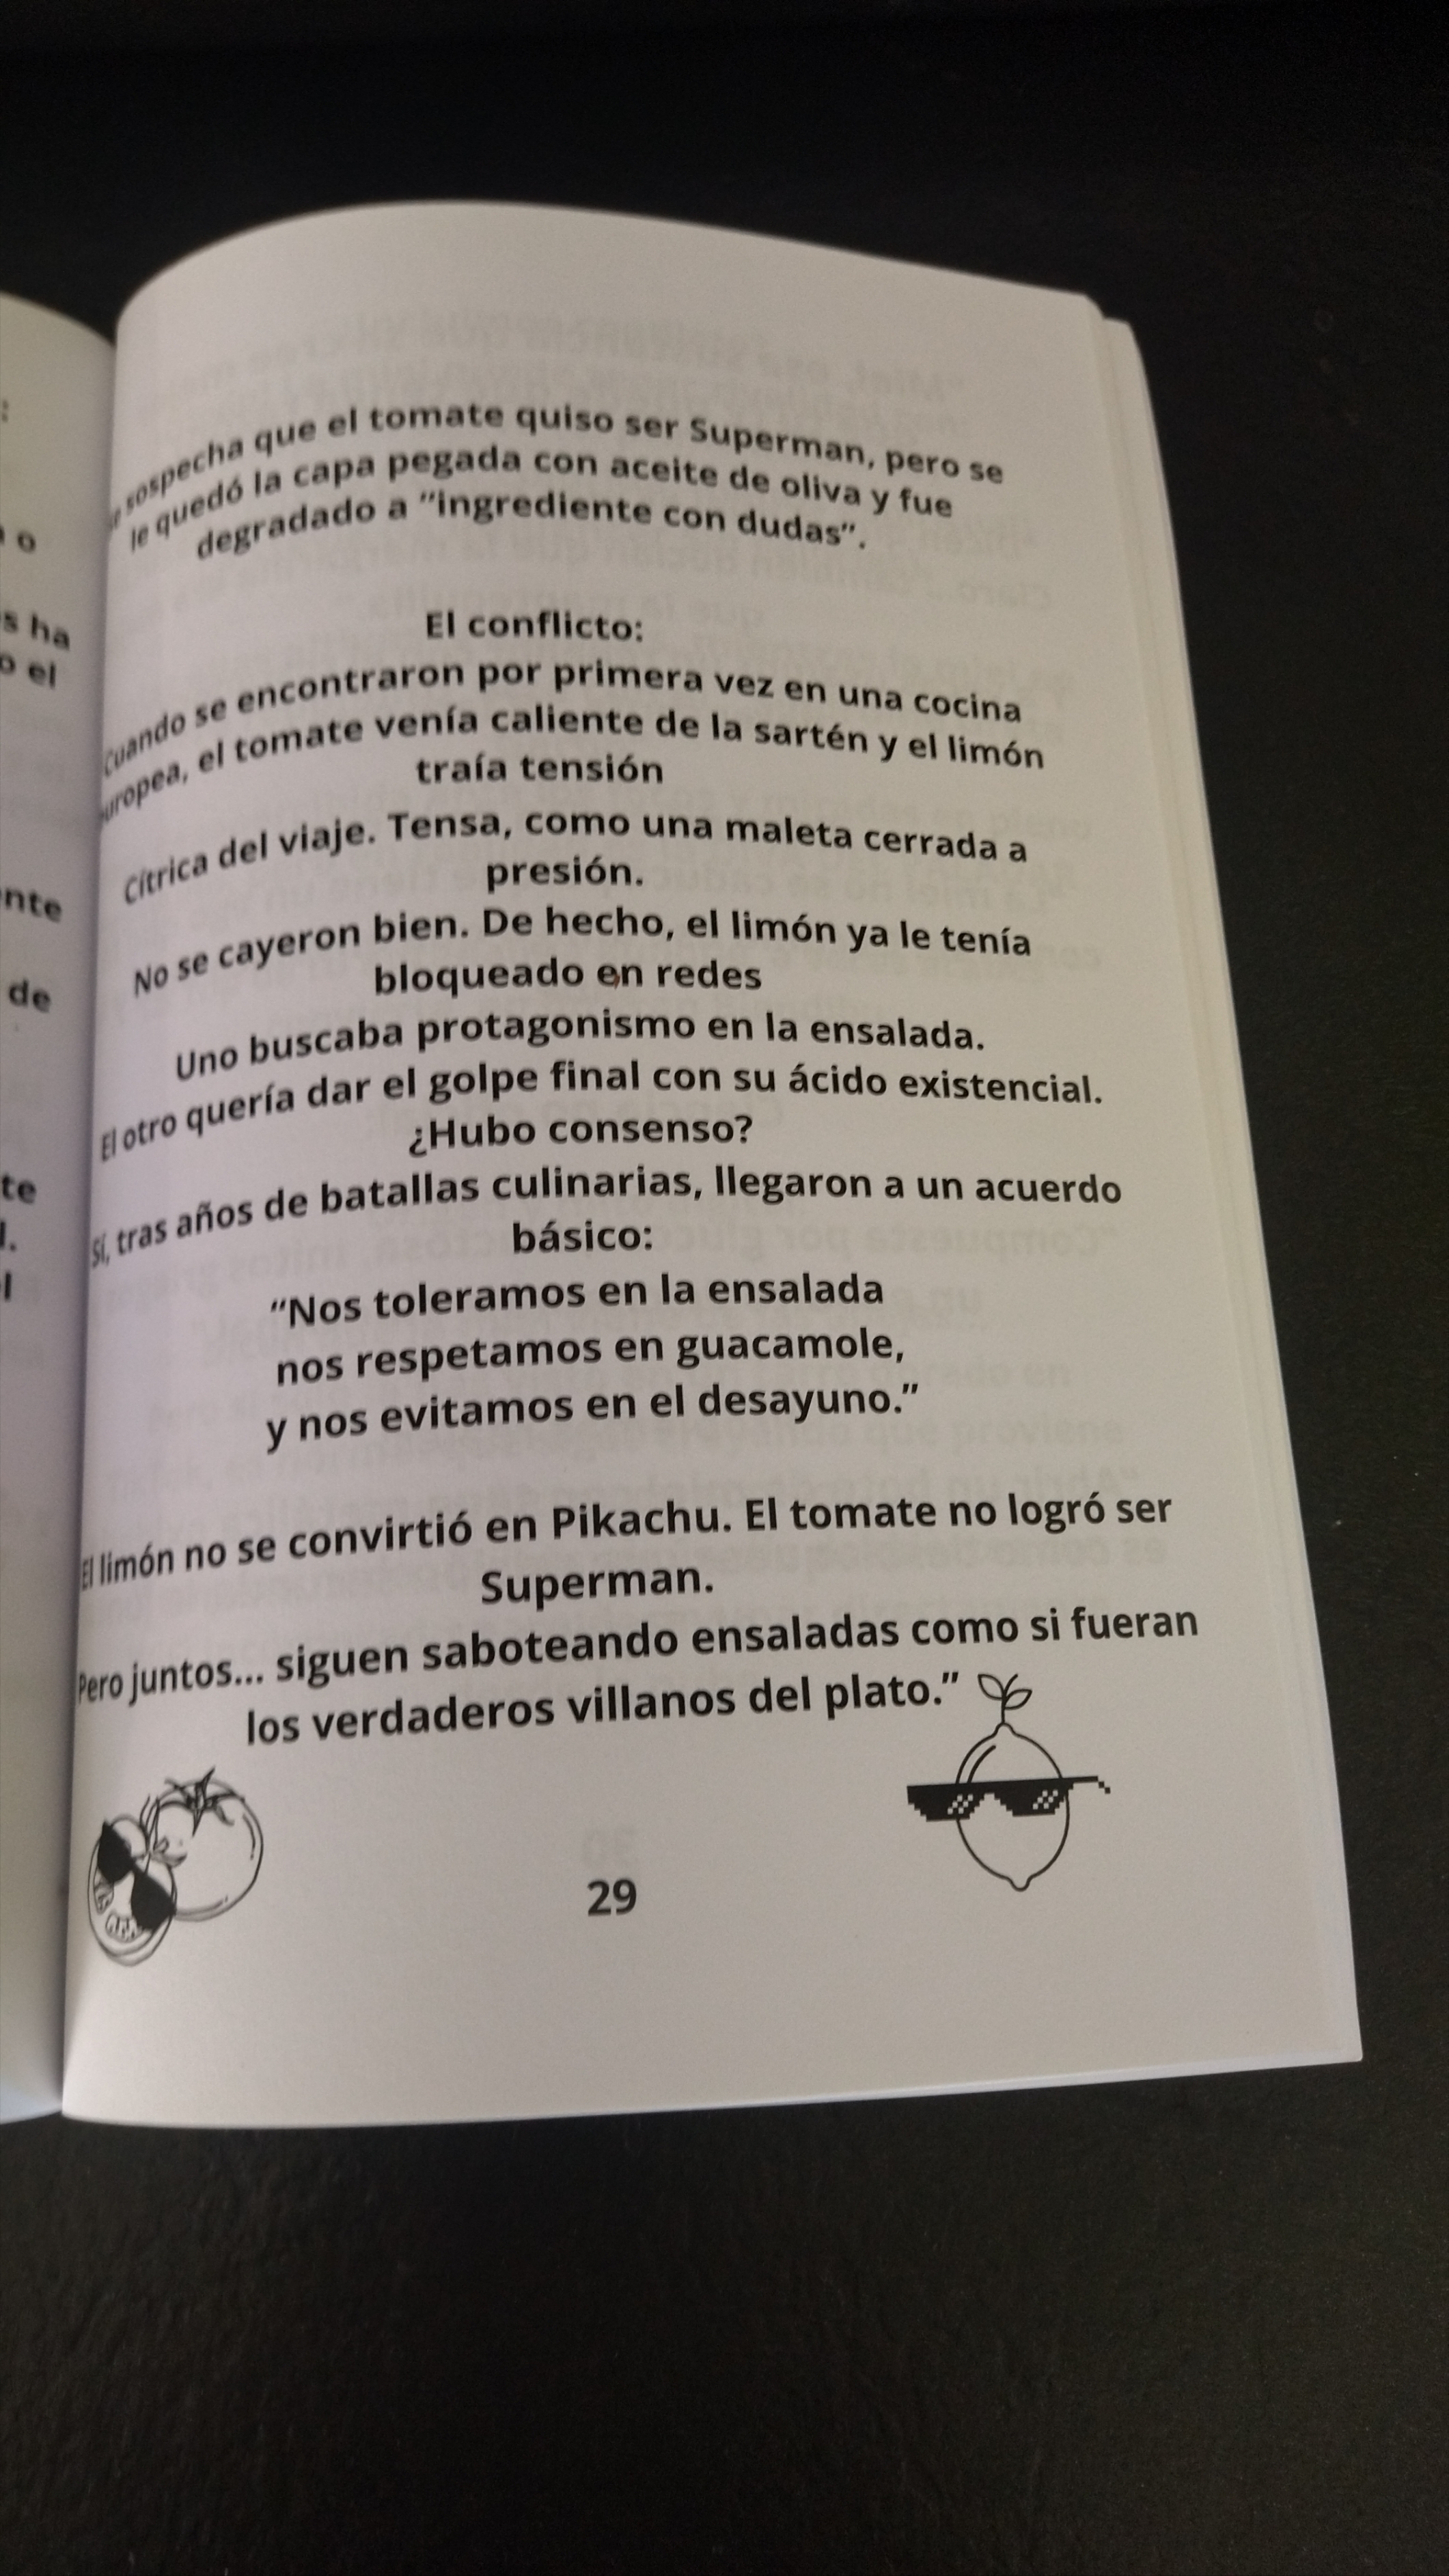 sospecha que el tomate quiso ser Superman, pero se
le quedó la capa pegada con aceite de oliva y fue
degradado a “ingrediente con dudas”.
El conflicto:
Cuando se encontraron por primera vez en una cocina
europea, el tomate venía caliente de la sartén y el limón
traía tensión
Cítrica del viaje. Tensa, como una maleta cerrada a
presión.
No se cayeron bien. De hecho, el limón ya le tenía
bloqueado en redes
Uno buscaba protagonismo en la ensalada.
El otro quería dar el golpe final con su ácido existencial.
¿Hubo consenso?
Sí, tras años de batallas culinarias, llegaron a un acuerdo
básico:
“Nos toleramos en la ensalada
nos respetamos en guacamole,
y nos evitamos en el desayuno.”
El limón no se convirtió en Pikachu. El tomate no logró ser
Superman.
Pero juntos... siguen saboteando ensaladas como si fueran
los verdaderos villanos del plato.”
29